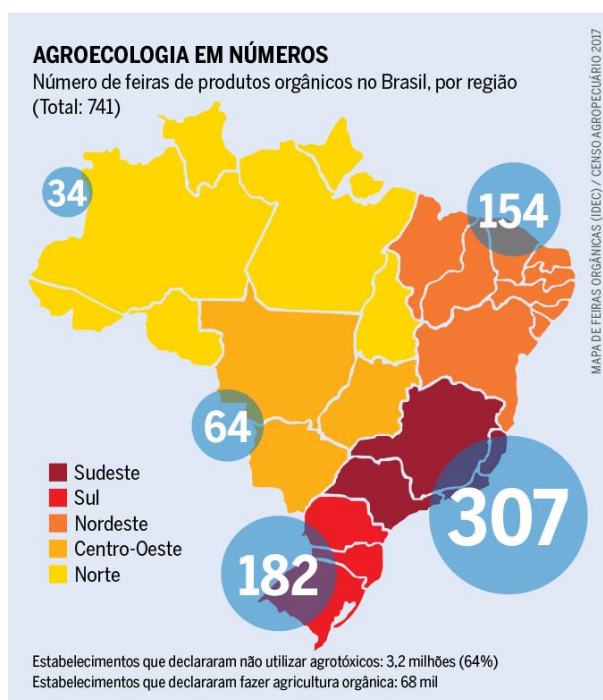 AGROECOLOGIA EM NÚMEROS
Número de feiras de produtos orgânicos no Brasil, por região
(Total: 741)
34
154
64
307
182
Sudeste
Sul
Nordeste
Centro-Oeste
Norte
Estabelecimentos que declararam não utilizar agrotóxicos: 3,2 milhões (64%)
Estabelecimentos que declararam fazer agricultura orgânica: 68 mil
MAPA DE FEIRAS ORGÂNICAS (IDEC) / CENSO AGROPECUÁRIO 2017